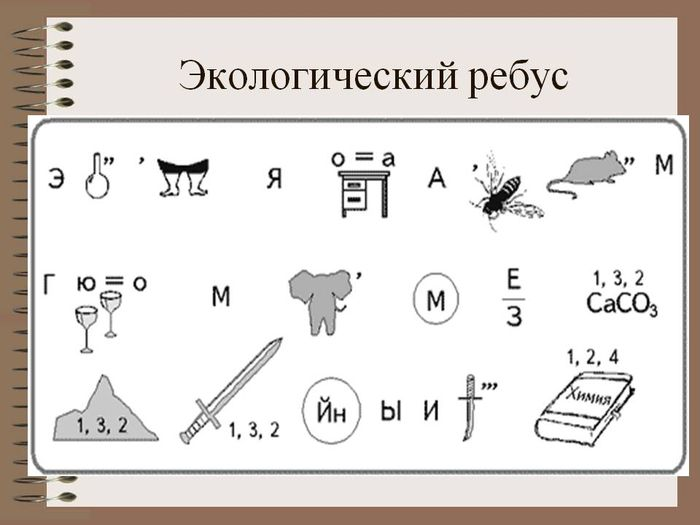 Экологический ребус
Э ,, , Я о = а А , ,, М
Г ю = о М , М Е 1, 3, 2
З CaCO3
1, 3, 2 1, 3, 2 Йн Ы И ,,, 1, 2, 4
Химия